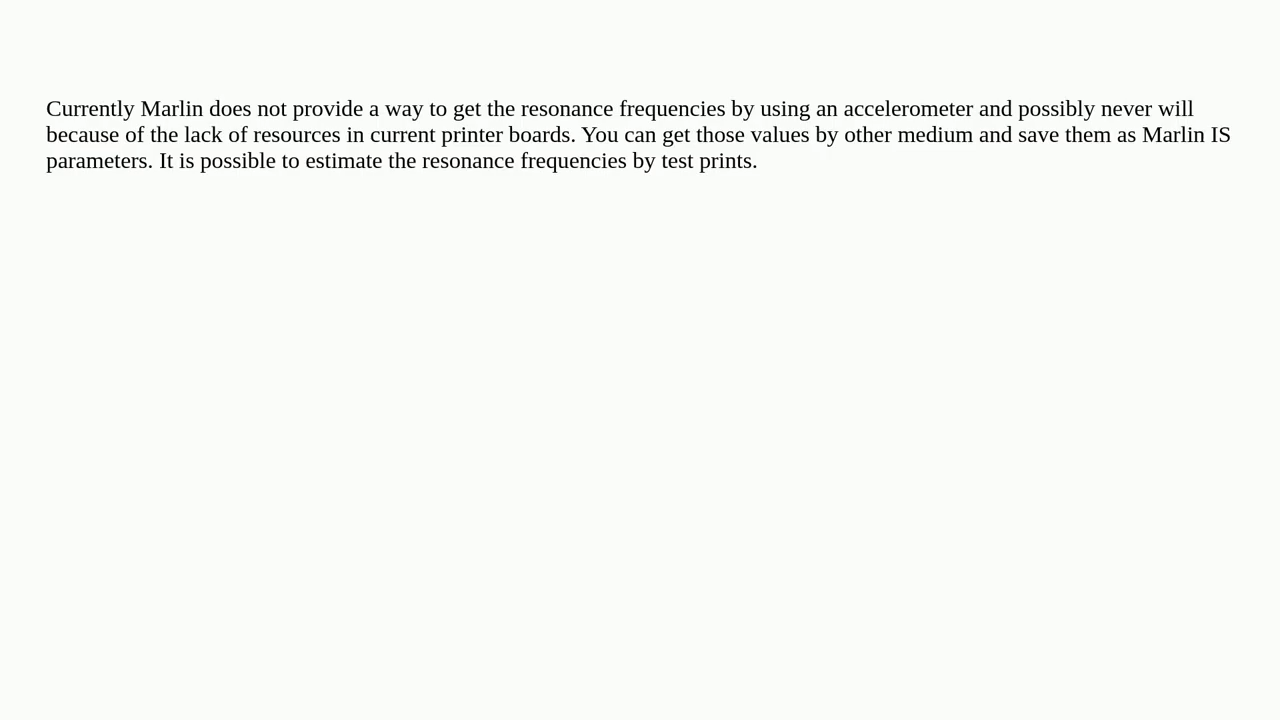 Currently Marlin does not provide a way to get the resonance frequencies by using an accelerometer and possibly never will
because of the lack of resources in current printer boards. You can get those values by other medium and save them as Marlin IS
parameters. It is possible to estimate the resonance frequencies by test prints.